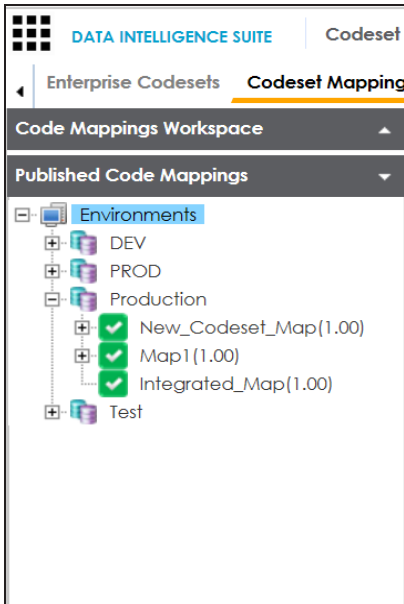 DATA INTELLIGENCE SUITE Codeset
Enterprise Codesets Codeset Mapping
Code Mappings Workspace
Published Code Mappings
Environments
DEV
PROD
Production
New_Codeset_Map(1.00)
Map1(1.00)
Integrated_Map(1.00)
Test